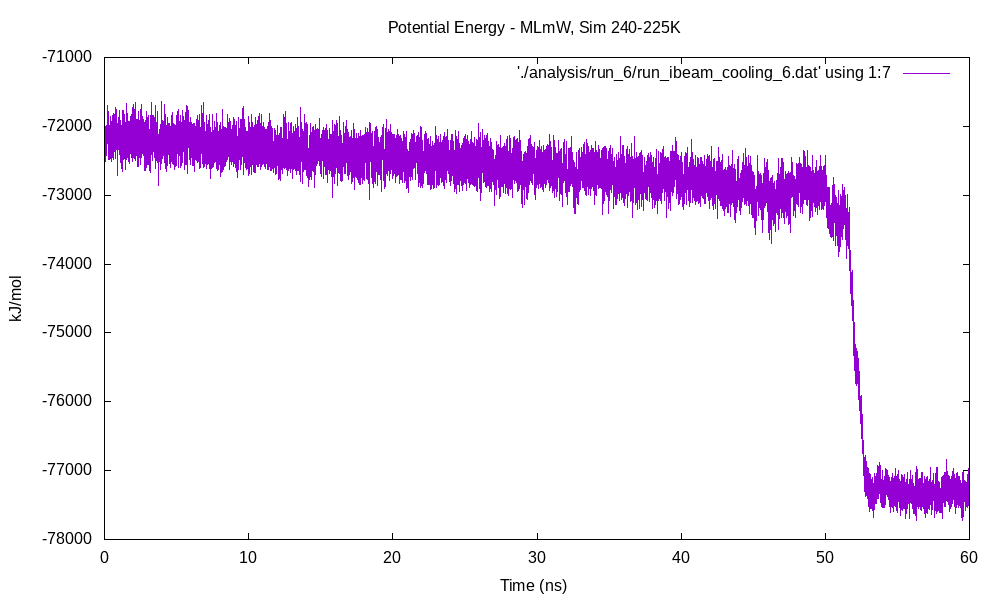 Potential Energy - MLmW, Sim 240-225K
'./analysis/run_6/run_ibeam_cooling_6.dat' using 1:7
-71000
-72000
-73000
-74000
-75000
-76000
-77000
-78000
kJ/mol
0 10 20 30 40 50 60
Time (ns)